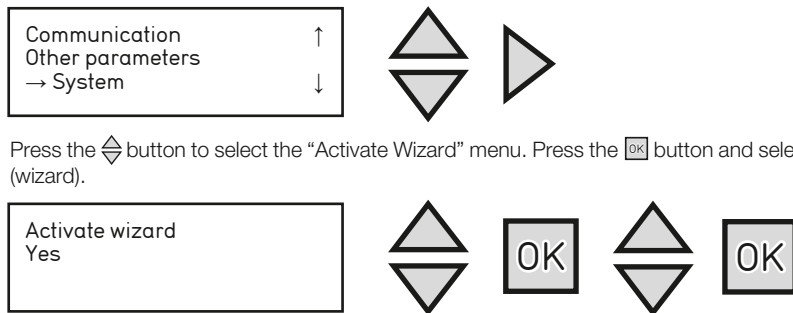 Communication ↑
Other parameters
→ System ↓
Press the button to select the “Activate Wizard” menu. Press the OK button and
(wizard).
Activate wizard
Yes
OK OK